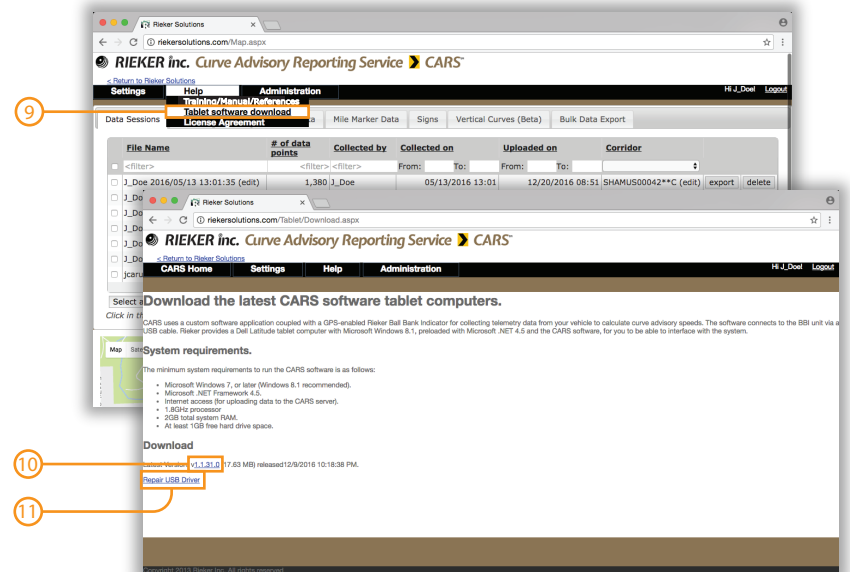 Rieker Solutions
riekersolutions.com/Map.aspx
RIEKER inc. Curve Advisory Reporting Service CARS™
< Return to Rieker Solutions
Settings Help Administration Hi J_Doe! Logout
Training/Manual/References
9
Tablet software download
License Agreement
Data Sessions Mile Marker Data Signs Vertical Curves (Beta) Bulk Data Export
File Name # of data points Collected by Collected on Uploaded on Corridor
<filter> <filter> <filter> From: To: From: To:
J_Doe 2016/05/13 13:01:35 (edit) 1,380 J_Doe 05/13/2016 13:01 12/20/2016 08:51 SHAMUS00042**C (edit) export delete
J_Do
J_Do
J_Do
J_Do
J_Do
jcaru
Select a
Click in th
Map Sate
Rieker Solutions
riekersolutions.com/Tablet/Download.aspx
RIEKER inc. Curve Advisory Reporting Service CARS™
< Return to Rieker Solutions
CARS Home Settings Help Administration Hi J_Doe! Logout
Download the latest CARS software tablet computers.
CARS uses a custom software application coupled with a GPS-enabled Rieker Ball Bank Indicator for collecting telemetry data from your vehicle to calculate curve advisory speeds. The software connects to the BBI unit via a
USB cable. Rieker provides a Dell Latitude tablet computer with Microsoft Windows 8.1, preloaded with Microsoft .NET 4.5 and the CARS software, for you to be able to interface with the system.
System requirements.
The minimum system requirements to run the CARS software is as follows:
• Microsoft Windows 7, or later (Windows 8.1 recommended).
• Microsoft .NET Framework 4.5.
• Internet access (for uploading data to the CARS server).
• 1.8GHz processor
• 2GB total system RAM.
• At least 1GB free hard drive space.
Download
10
Latest Version: v1.1.31.0 (17.63 MB) released12/9/2016 10:18:38 PM.
Repair USB Driver
11
Copyright 2013 Rieker Inc. All rights reserved.